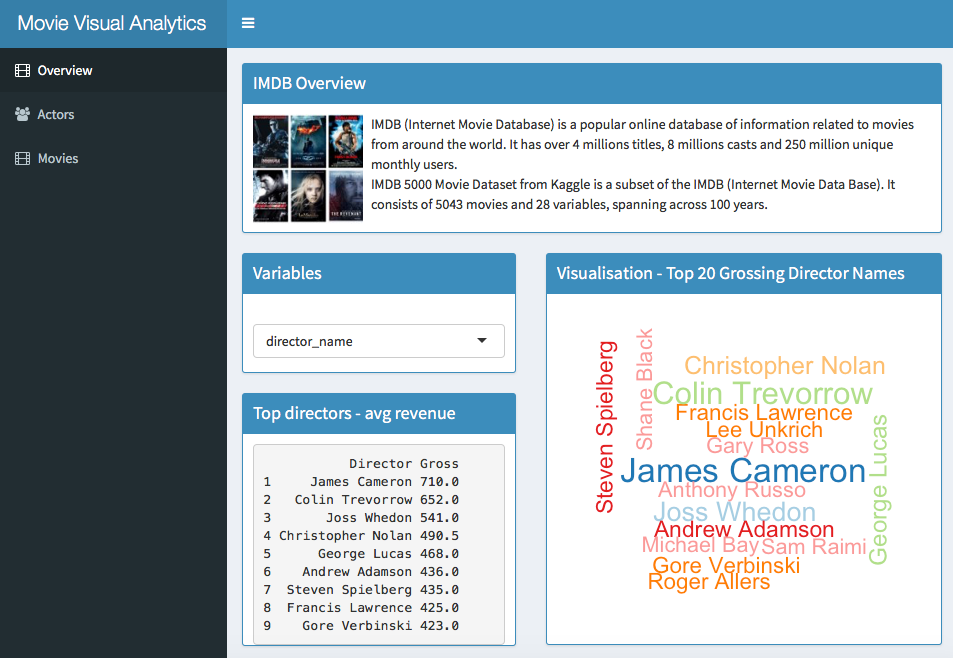 Movie Visual Analytics
Overview
Actors
Movies
IMDB Overview
IMDB (Internet Movie Database) is a popular online database of information related to movies
from around the world. It has over 4 millions titles, 8 millions casts and 250 million unique
monthly users.
IMDB 5000 Movie Dataset from Kaggle is a subset of the IMDB (Internet Movie Data Base). It
consists of 5043 movies and 28 variables, spanning across 100 years.
THE REVENANT
Variables
director_name
Top directors - avg revenue
Director Gross
1 James Cameron 710.0
2 Colin Trevorrow 652.0
3 Joss Whedon 541.0
4 Christopher Nolan 490.5
5 George Lucas 468.0
6 Andrew Adamson 436.0
7 Steven Spielberg 435.0
8 Francis Lawrence 425.0
9 Gore Verbinski 423.0
Visualisation - Top 20 Grossing Director Names
Steven Spielberg
Shane Black
Christopher Nolan
Colin Trevorrow
Francis Lawrence
Lee Unkrich
Gary Ross
James Cameron
Anthony Russo
Joss Whedon
Andrew Adamson
Michael Bay
Sam Raimi
Gore Verbinski
Roger Allers
George Lucas